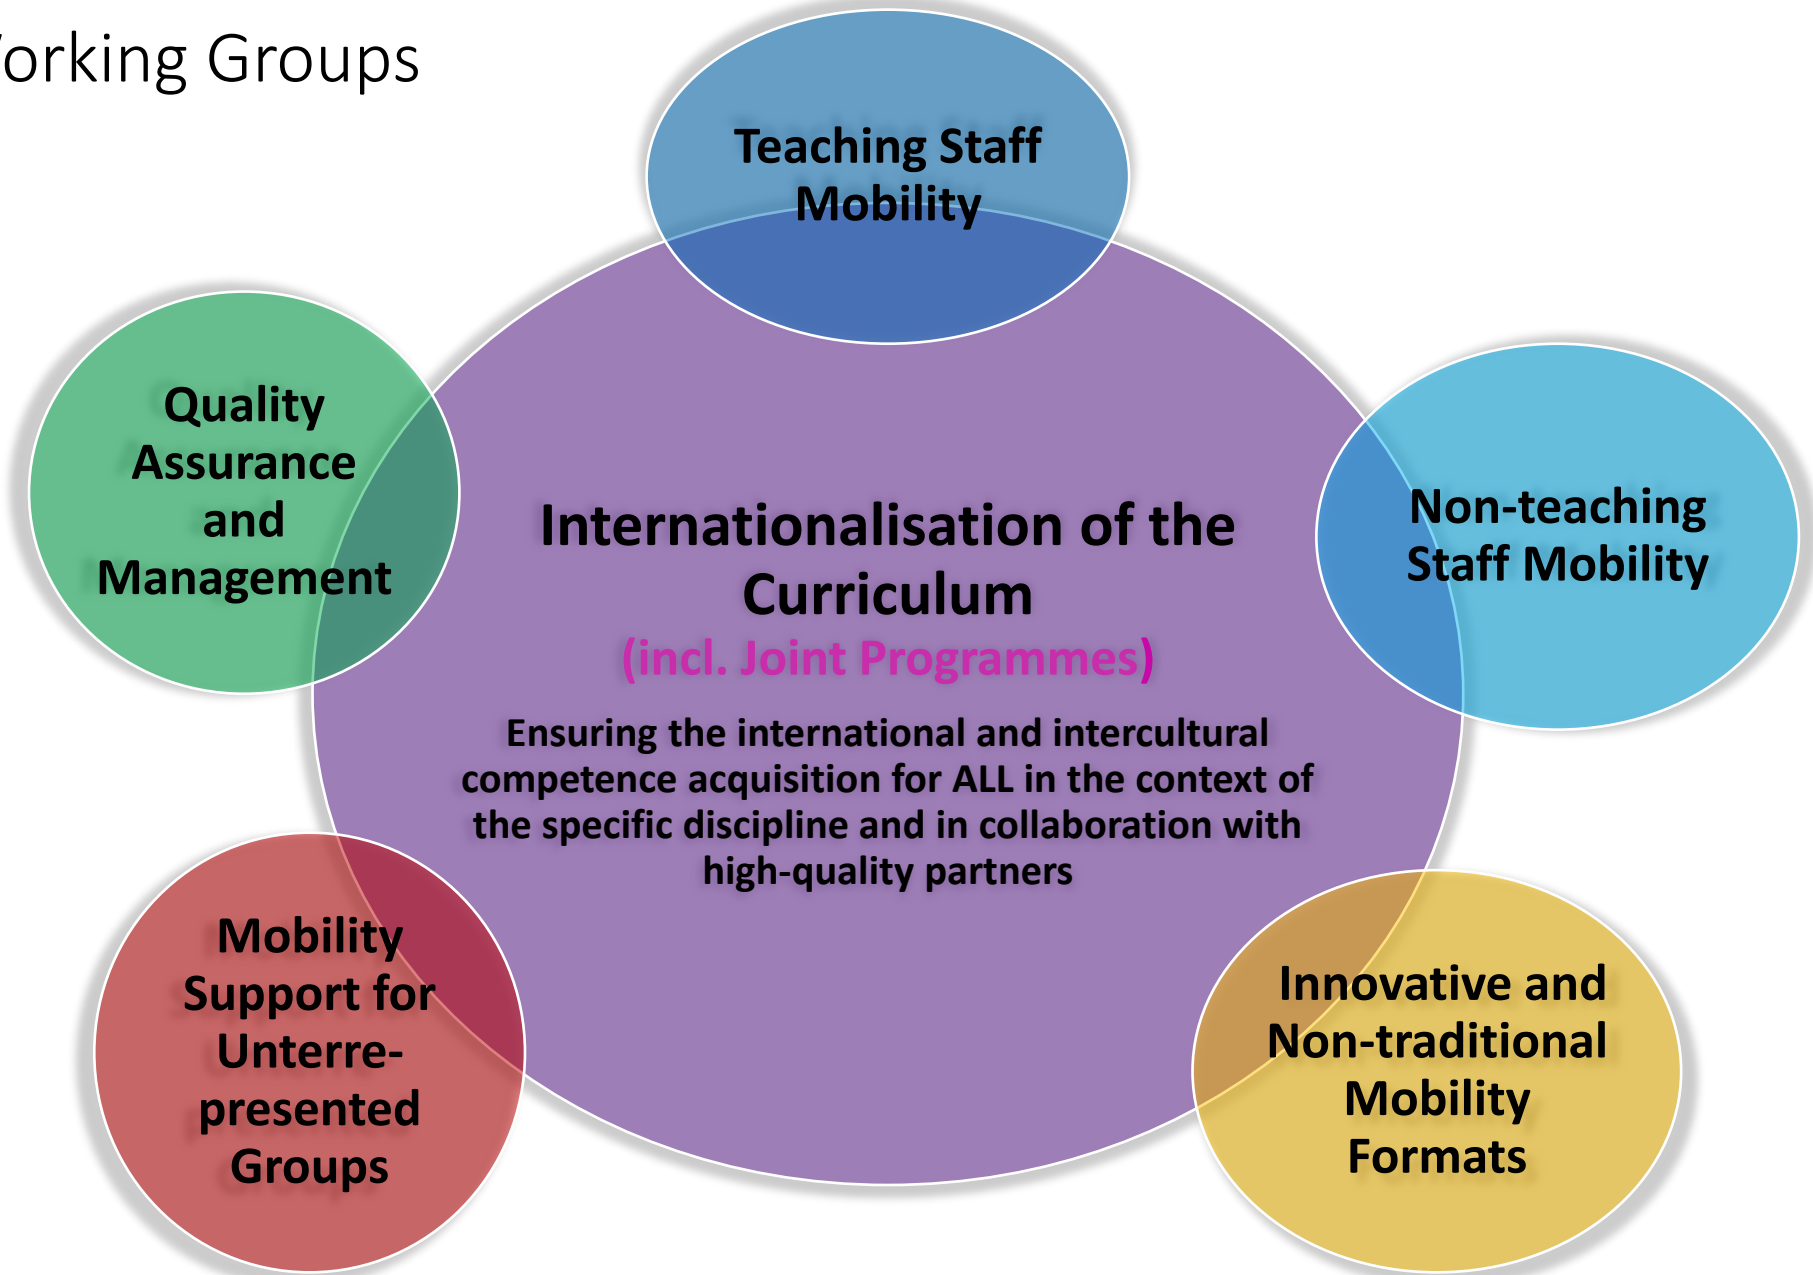 orking Groups
Teaching Staff
Mobility
Quality
Assurance
and
Management
Non-teaching
Staff Mobility
Internationalisation of the
Curriculum
(incl. Joint Programmes)
Ensuring the international and intercultural
competence acquisition for ALL in the context of
the specific discipline and in collaboration with
high-quality partners
Mobility
Support for
Unterre-
presented
Groups
Innovative and
Non-traditional
Mobility
Formats